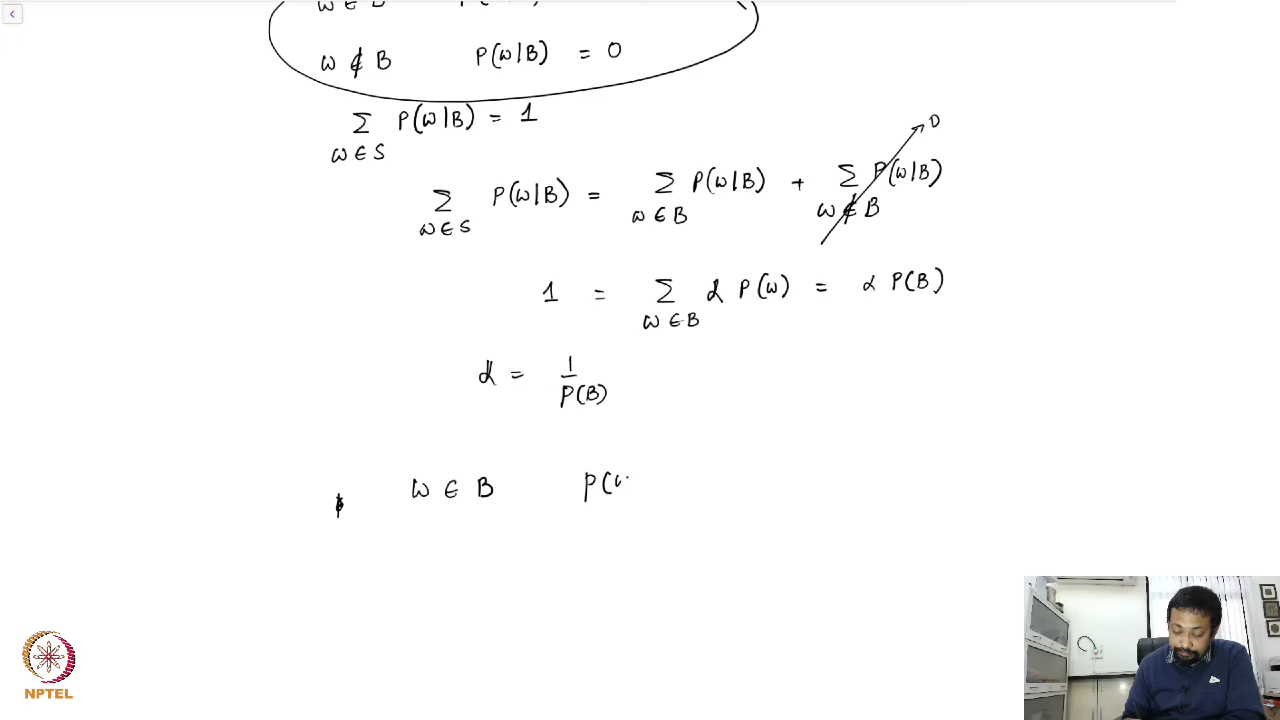 ω ∉ B P(ω|B) = 0
∑ P(ω|B) = 1
ω ∈ S
∑ P(ω|B) = ∑ P(ω|B) + ∑ P(ω|B) → 0
ω ∈ S ω ∈ B ω ∉ B
1 = ∑ α P(ω) = α P(B)
ω ∈ B
α = 1/P(B)
ω ∈ B P(
NPTEL